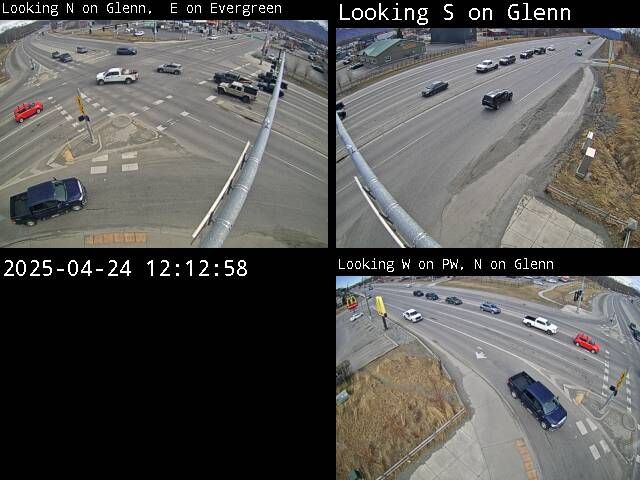 Looking N on Glenn,  E on Evergreen
Looking S on Glenn
2025-04-24 12:12:58
Looking W on PW, N on Glenn